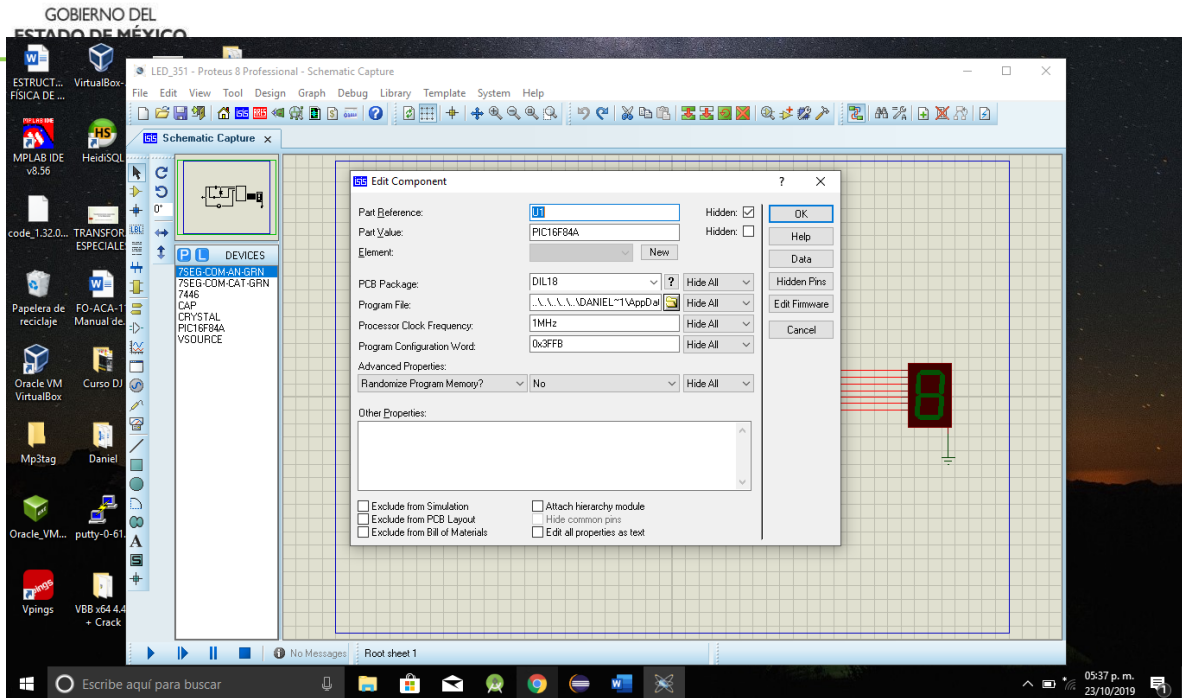 GOBIERNO DEL
ESTADO DE MÉXICO
ESTRUCT...
FÍSICA DE ...
VirtualBox-
MPLAB IDE
MPLAB IDE
v8.56
HS
HeidiSQL
code_1.32.0...
TRANSFOR
ESPECIALE
Papelera de
reciclaje
FO-ACA-1
Manual de
Oracle VM
VirtualBox
Curso DJ
Mp3tag
Daniel
Oracle_VM...
putty-0-61
Vpings
Vpings
VBB x64 4.4
+ Crack
LED_351 - Proteus 8 Professional - Schematic Capture
File Edit View Tool Design Graph Debug Library Template System Help
Schematic Capture x
0°
LBL
P L DEVICES
7SEG-COM-AN-GRN
7SEG-COM-CAT-GRN
7446
CAP
CRYSTAL
PIC16F84A
VSOURCE
Edit Component ? X
Part Reference: U1 Hidden: OK
Part Value: PIC16F84A Hidden: Help
Element: New Data
PCB Package: DIL18 ? Hide All Hidden Pins
Program File: ..\..\..\..\DANIEL~1\AppDat Hide All Edit Firmware
Processor Clock Frequency: 1MHz Hide All Cancel
Program Configuration Word: 0x3FFB Hide All
Advanced Properties:
Randomize Program Memory? No Hide All
Other Properties:
Exclude from Simulation Attach hierarchy module
Exclude from PCB Layout Hide common pins
Exclude from Bill of Materials Edit all properties as text
No Messages Root sheet 1
Escribe aquí para buscar
05:37 p. m.
23/10/2019